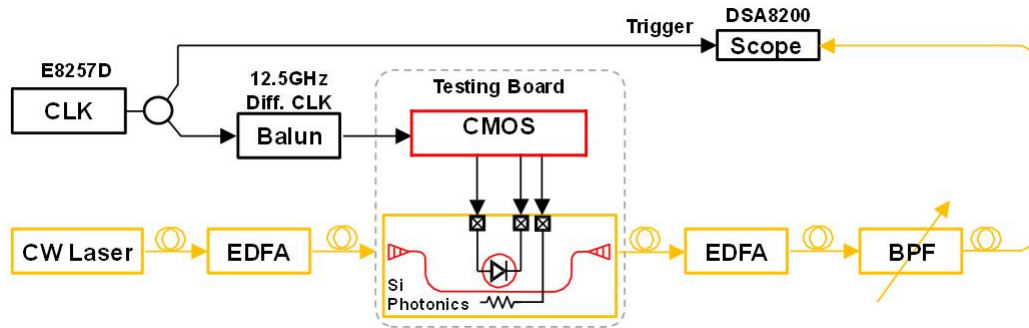 DSA8200
Trigger
Scope
E8257D
CLK
12.5GHz
Diff. CLK
Balun
Testing Board
CMOS
CW Laser
EDFA
Si
Photonics
EDFA
BPF